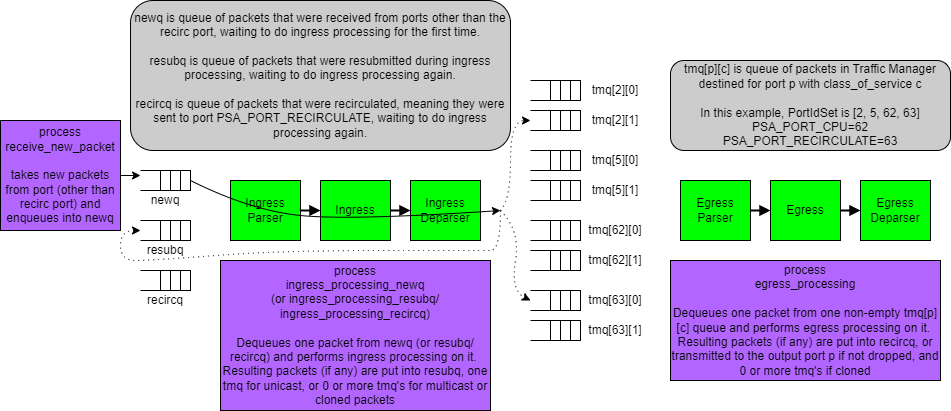 newq is queue of packets that were received from ports other than the
recirc port, waiting to do ingress processing for the first time.
resubq is queue of packets that were resubmitted during ingress
processing, waiting to do ingress processing again.
recircq is queue of packets that were recirculated, meaning they were
sent to port PSA_PORT_RECIRCULATE, waiting to do ingress
processing again.
tmq[p][c] is queue of packets in Traffic Manager
destined for port p with class_of_service c
In this example, PortIdSet is [2, 5, 62, 63]
PSA_PORT_CPU=62
PSA_PORT_RECIRCULATE=63
process
receive_new_packet
takes new packets
from port (other than
recirc port) and
enqueues into newq
newq
resubq
recircq
Ingress
Parser
Ingress
Ingress
Deparser
tmq[2][0]
tmq[2][1]
tmq[5][0]
tmq[5][1]
tmq[62][0]
tmq[62][1]
tmq[63][0]
tmq[63][1]
Egress
Parser
Egress
Egress
Deparser
process
ingress_processing_newq
(or ingress_processing_resubq/
ingress_processing_recircq)
Dequeues one packet from newq (or resubq/
recircq) and performs ingress processing on it.
Resulting packets (if any) are put into resubq, one
tmq for unicast, or 0 or more tmq's for multicast or
cloned packets
process
egress_processing
Dequeues one packet from one non-empty tmq[p]
[c] queue and performs egress processing on it.
Resulting packets (if any) are put into recircq, or
transmitted to the output port p if not dropped, and
0 or more tmq's if cloned